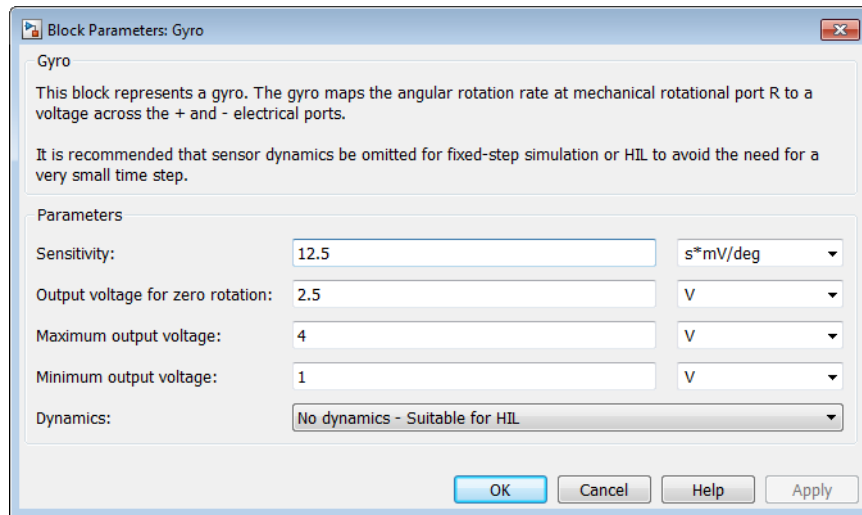 Block Parameters: Gyro
Gyro
This block represents a gyro. The gyro maps the angular rotation rate at mechanical rotational port R to a
voltage across the + and - electrical ports.
It is recommended that sensor dynamics be omitted for fixed-step simulation or HIL to avoid the need for a
very small time step.
Parameters
Sensitivity: 12.5 s*mV/deg
Output voltage for zero rotation: 2.5 V
Maximum output voltage: 4 V
Minimum output voltage: 1 V
Dynamics: No dynamics - Suitable for HIL
OK Cancel Help Apply